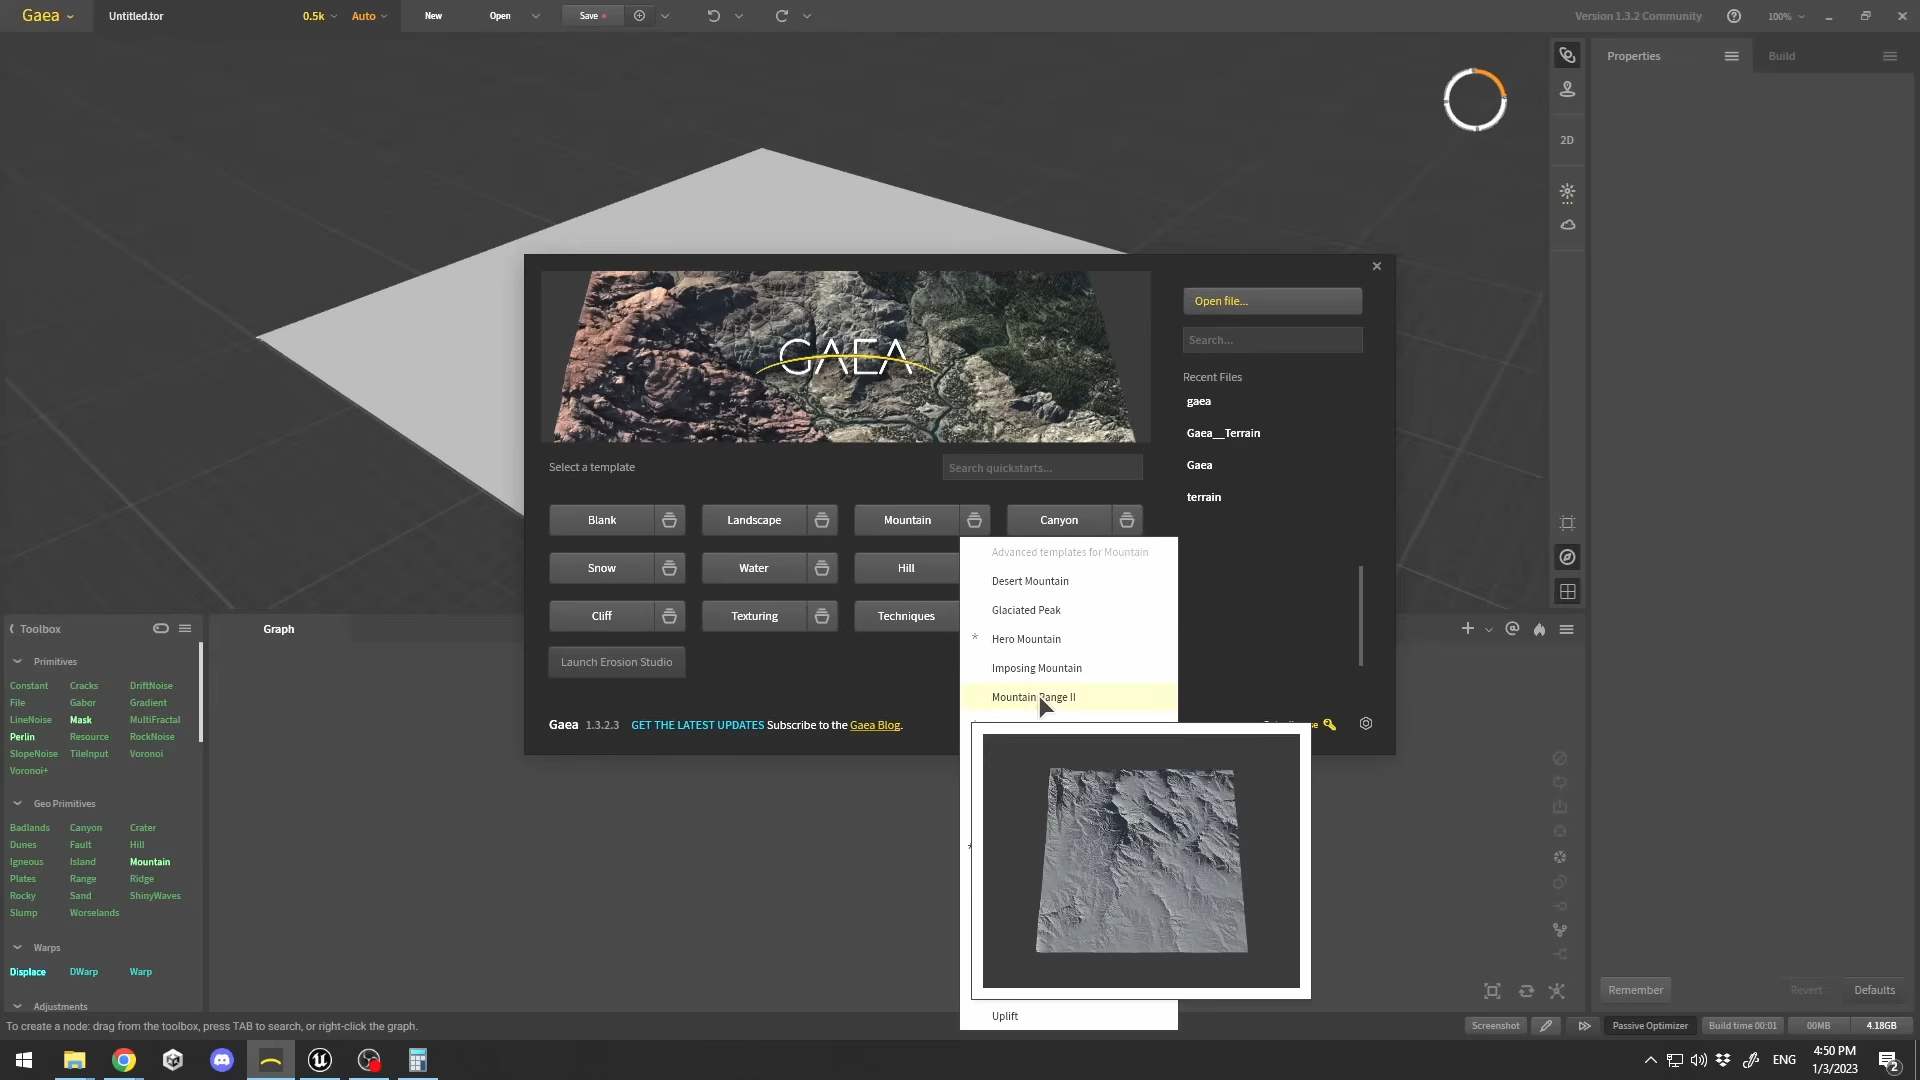 Gaea
Untitled.tor
0.5k
Auto
New
Open
Save
Version 1.3.2 Community
100%
Properties
Build
2D
GAEA
Open file...
Search...
Recent Files
gaea
Gaea__Terrain
Gaea
terrain
Select a template
Search quickstarts...
Blank
Landscape
Mountain
Canyon
Snow
Water
Hill
Cliff
Texturing
Techniques
Launch Erosion Studio
Advanced templates for Mountain
Desert Mountain
Glaciated Peak
* Hero Mountain
Imposing Mountain
Mountain Range II
Uplift
Gaea 1.3.2.3 GET THE LATEST UPDATES Subscribe to the Gaea Blog.
Toolbox
Graph
Primitives
Constant Cracks DriftNoise
File Gabor Gradient
LineNoise Mask MultiFractal
Perlin Resource RockNoise
SlopeNoise TileInput Voronoi
Voronoi+
Geo Primitives
Badlands Canyon Crater
Dunes Fault Hill
Igneous Island Mountain
Plates Range Ridge
Rocky Sand ShinyWaves
Slump Worselands
Warps
Displace DWarp Warp
Adjustments
Remember
Revert
Defaults
To create a node: drag from the toolbox, press TAB to search, or right-click the graph.
Screenshot
Passive Optimizer
Build time 00:01
00MB
4.18GB
ENG
4:50 PM
1/3/2023
2